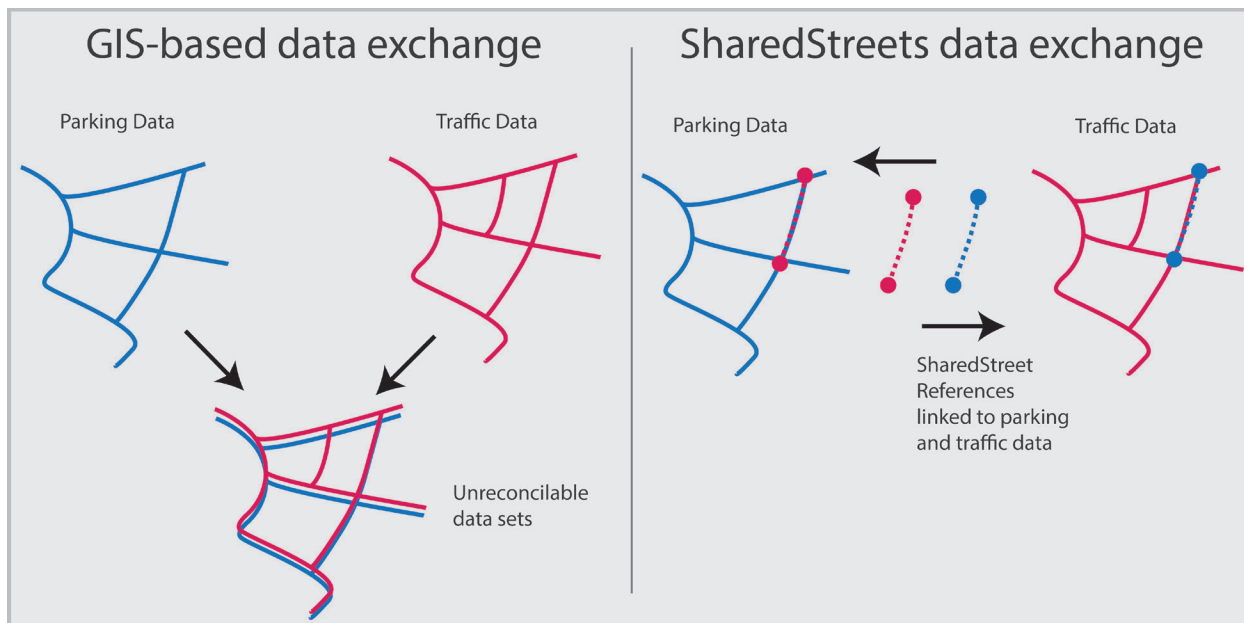 GIS-based data exchange
Parking Data
Traffic Data
Unreconcilable
data sets
SharedStreets data exchange
Parking Data
Traffic Data
SharedStreet
References
linked to parking
and traffic data